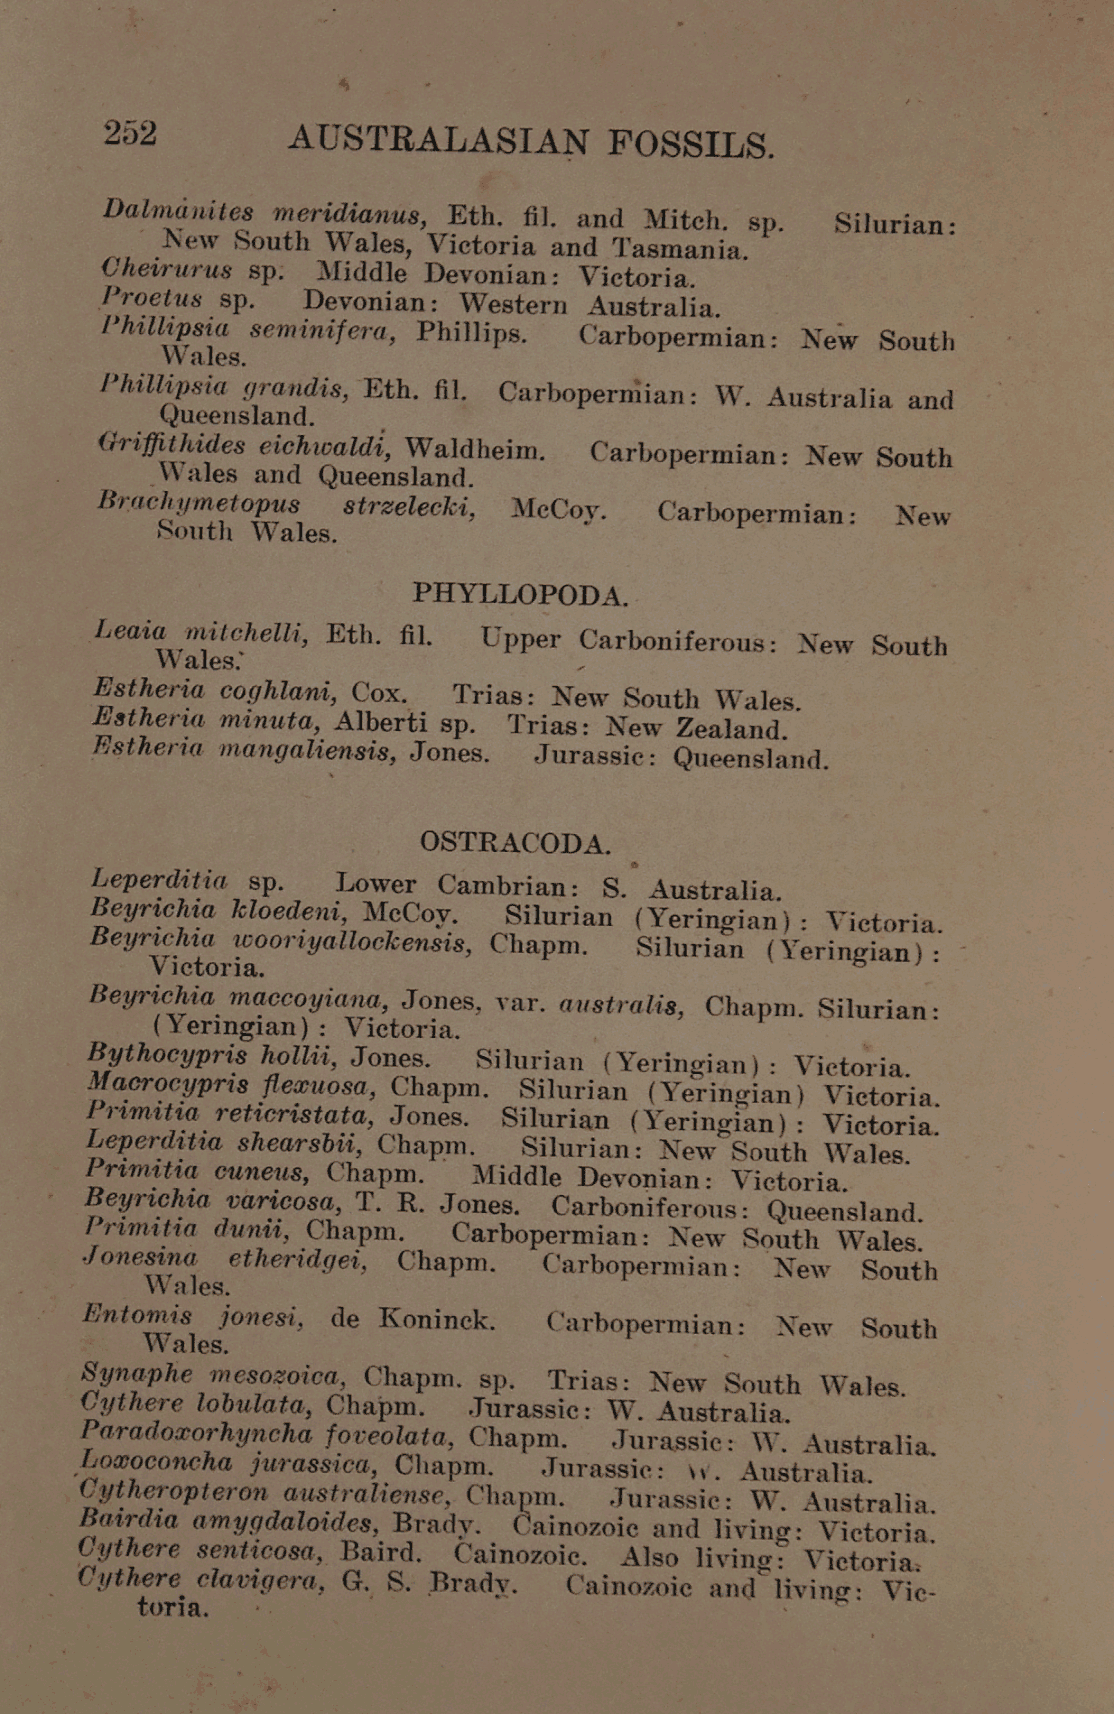 252 AUSTRALASIAN FOSSILS.
Dalmanites meridianus, Eth. fil. and Mitch. sp. Silurian:
New South Wales, Victoria and Tasmania.
Cheirurus sp. Middle Devonian: Victoria.
Proetus sp. Devonian: Western Australia.
Phillipsia seminifera, Phillips. Carbopermian: New South
Wales.
Phillipsia grandis, Eth. fil. Carbopermian: W. Australia and
Queensland.
Griffithides eichwaldi, Waldheim. Carbopermian: New South
Wales and Queensland.
Brachymetopus strzelecki, McCoy. Carbopermian: New
South Wales.
PHYLLOPODA.
Leaia mitchelli, Eth. fil. Upper Carboniferous: New South
Wales.
Estheria coghlani, Cox. Trias: New South Wales.
Estheria minuta, Alberti sp. Trias: New Zealand.
Estheria mangaliensis, Jones. Jurassic: Queensland.
OSTRACODA.
Leperditia sp. Lower Cambrian: S. Australia.
Beyrichia kloedeni, McCoy. Silurian (Yeringian): Victoria.
Beyrichia wooriyallockensis, Chapm. Silurian (Yeringian):
Victoria.
Beyrichia maccoyiana, Jones, var. australis, Chapm. Silurian:
(Yeringian): Victoria.
Bythocypris hollii, Jones. Silurian (Yeringian): Victoria.
Macrocypris flexuosa, Chapm. Silurian (Yeringian) Victoria.
Primitia reticristata, Jones. Silurian (Yeringian): Victoria.
Leperditia shearsbii, Chapm. Silurian: New South Wales.
Primitia cuneus, Chapm. Middle Devonian: Victoria.
Beyrichia varicosa, T. R. Jones. Carboniferous: Queensland.
Primitia dunii, Chapm. Carbopermian: New South Wales.
Jonesina etheridgei, Chapm. Carbopermian: New South
Wales.
Entomis jonesi, de Koninck. Carbopermian: New South
Wales.
Synaphe mesozoica, Chapm. sp. Trias: New South Wales.
Cythere lobulata, Chapm. Jurassic: W. Australia.
Paradoxorhyncha foveolata, Chapm. Jurassic: W. Australia.
Loxoconcha jurassica, Chapm. Jurassic: W. Australia.
Cytheropteron australiense, Chapm. Jurassic: W. Australia.
Bairdia amygdaloides, Brady. Cainozoic and living: Victoria.
Cythere senticosa, Baird. Cainozoic. Also living: Victoria.
Cythere clavigera, G. S. Brady. Cainozoic and living: Vic-
toria.